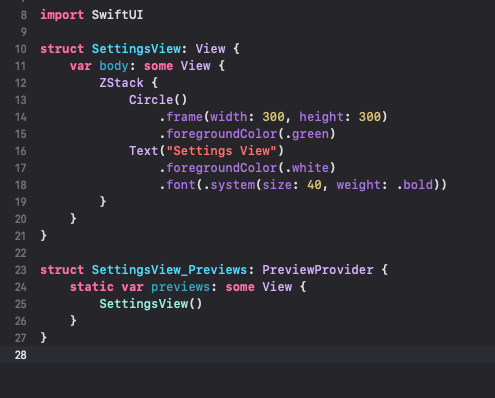 8 import SwiftUI
9
10 struct SettingsView: View {
11     var body: some View {
12         ZStack {
13             Circle()
14                 .frame(width: 300, height: 300)
15                 .foregroundColor(.green)
16             Text("Settings View")
17                 .foregroundColor(.white)
18                 .font(.system(size: 40, weight: .bold))
19         }
20     }
21 }
22
23 struct SettingsView_Previews: PreviewProvider {
24     static var previews: some View {
25         SettingsView()
26     }
27 }
28